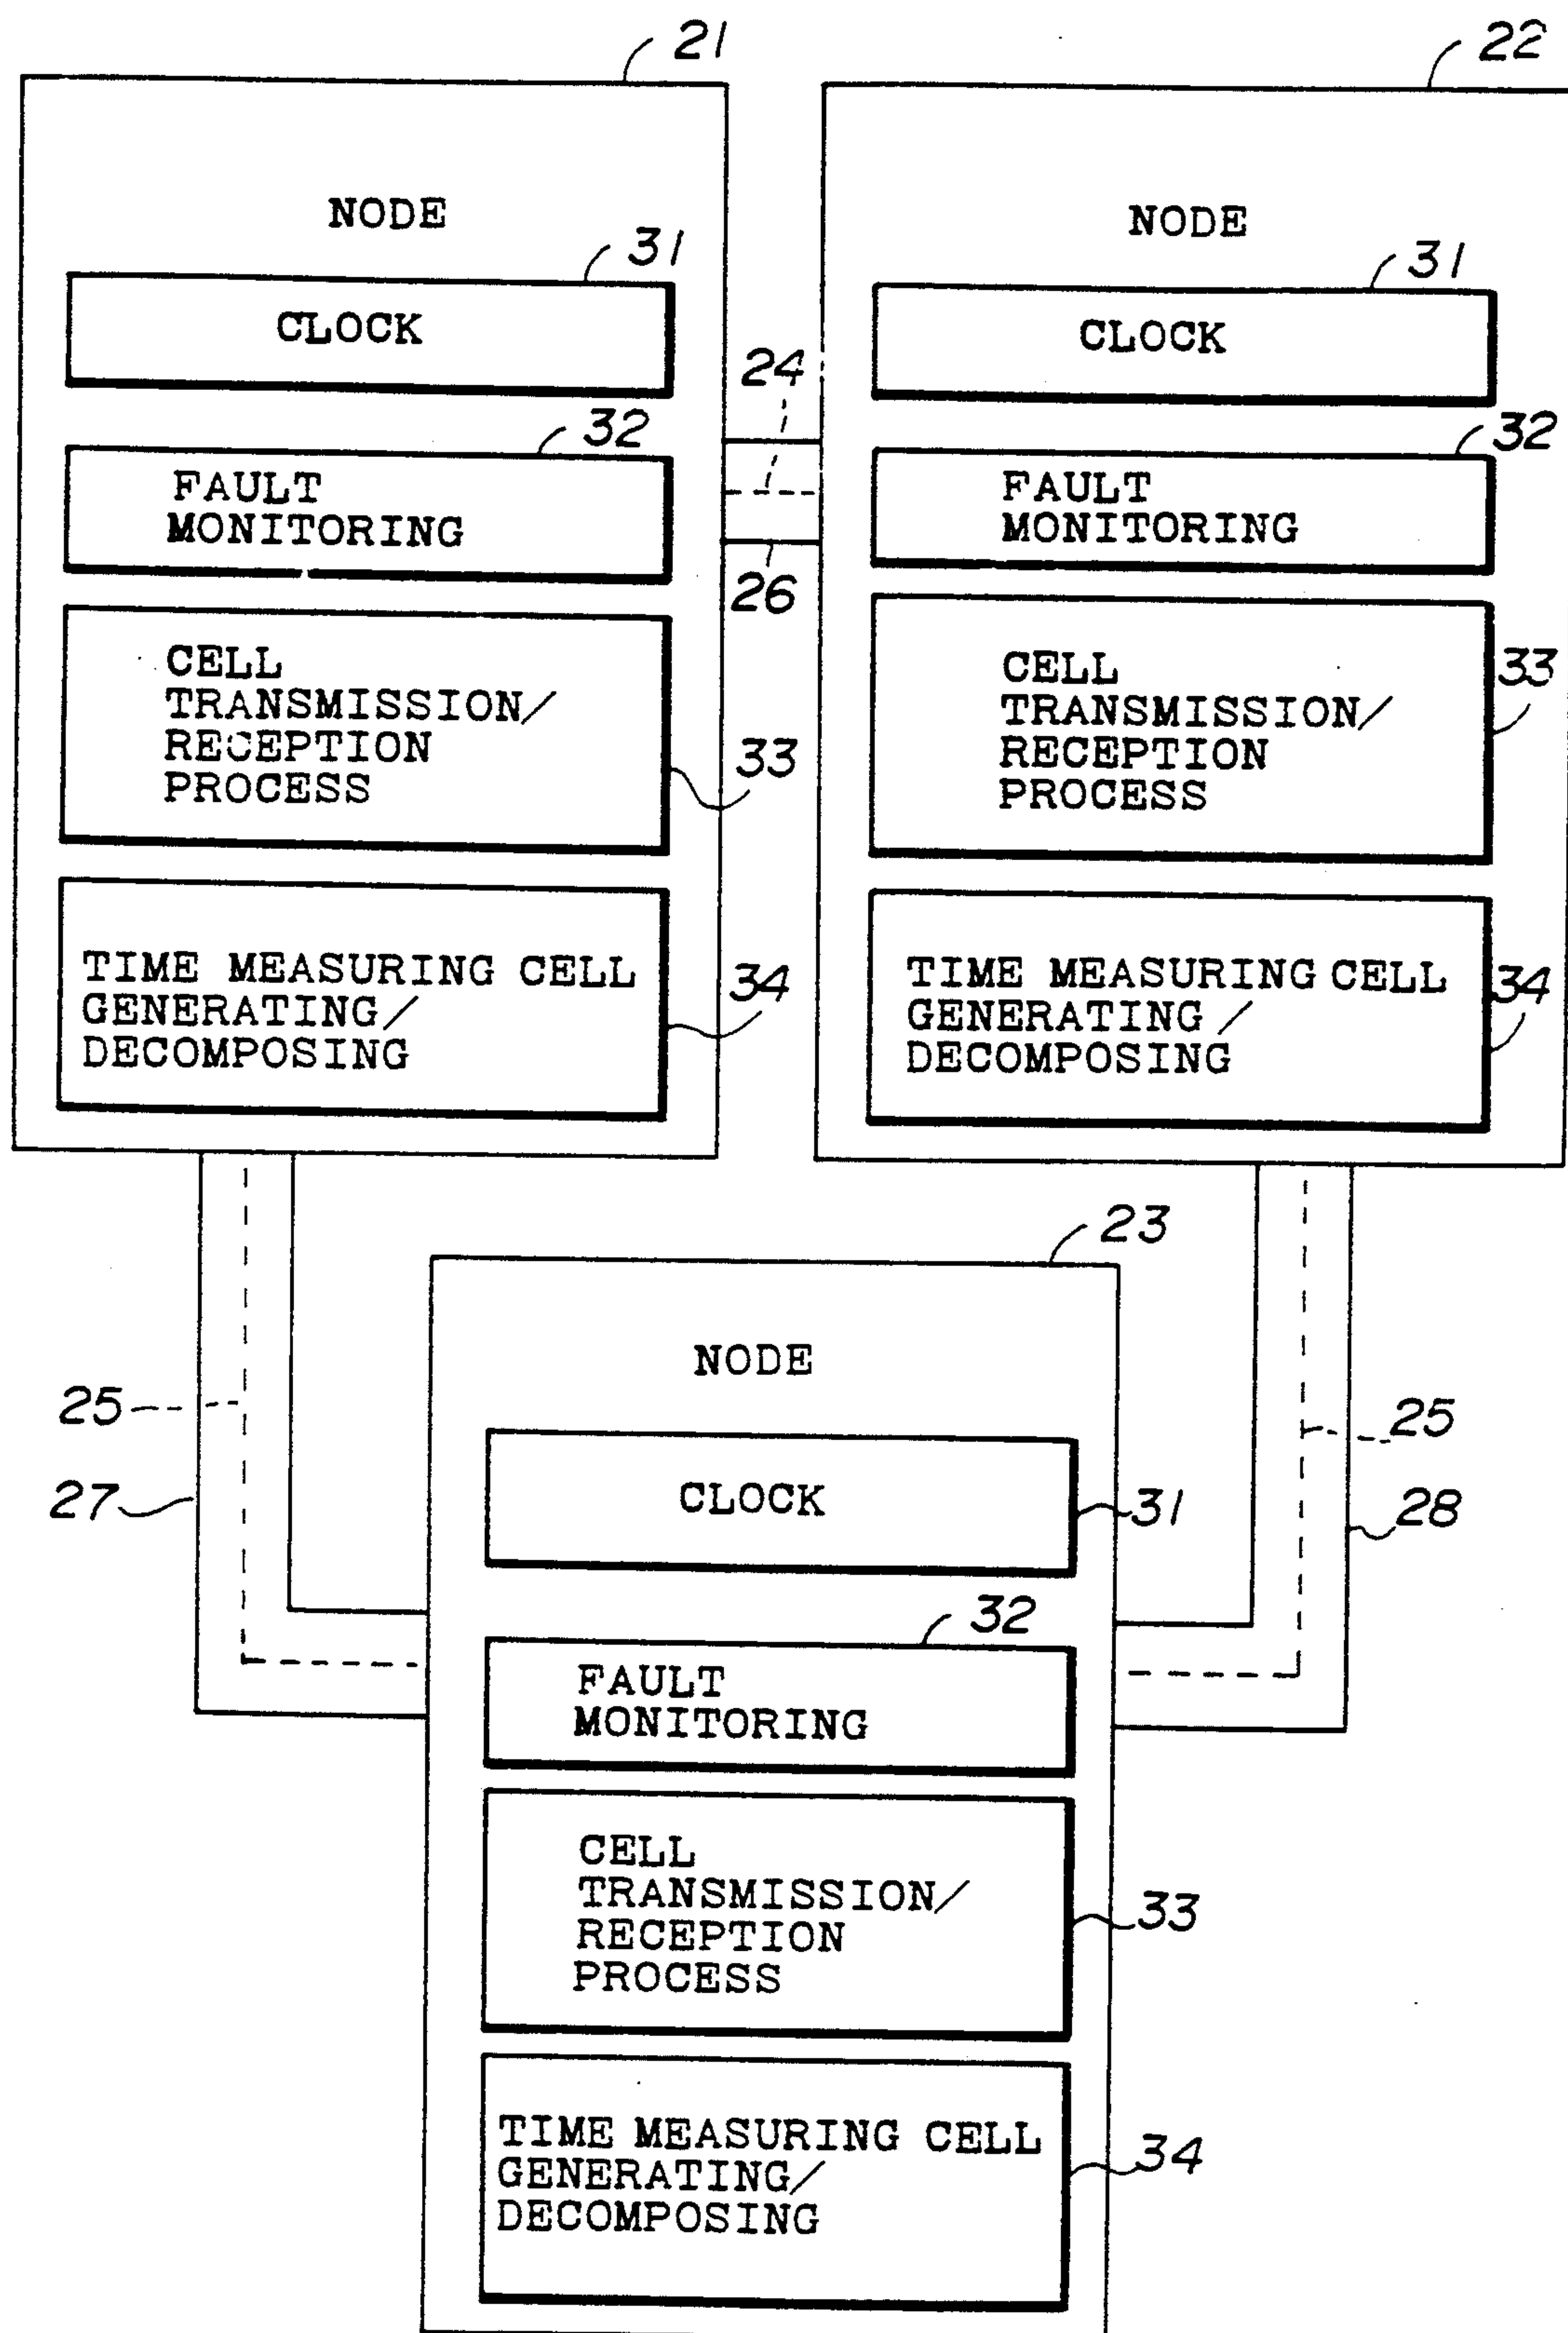 21
NODE
31
CLOCK
32
FAULT
MONITORING
CELL
TRANSMISSION/
RECEPTION
PROCESS
33
TIME MEASURING CELL
GENERATING/
DECOMPOSING
34
24
26
22
NODE
31
CLOCK
32
FAULT
MONITORING
CELL
TRANSMISSION/
RECEPTION
PROCESS
33
TIME MEASURING CELL
GENERATING/
DECOMPOSING
34
25
27
23
NODE
CLOCK
31
32
FAULT
MONITORING
CELL
TRANSMISSION/
RECEPTION
PROCESS
33
TIME MEASURING CELL
GENERATING/
DECOMPOSING
34
25
28